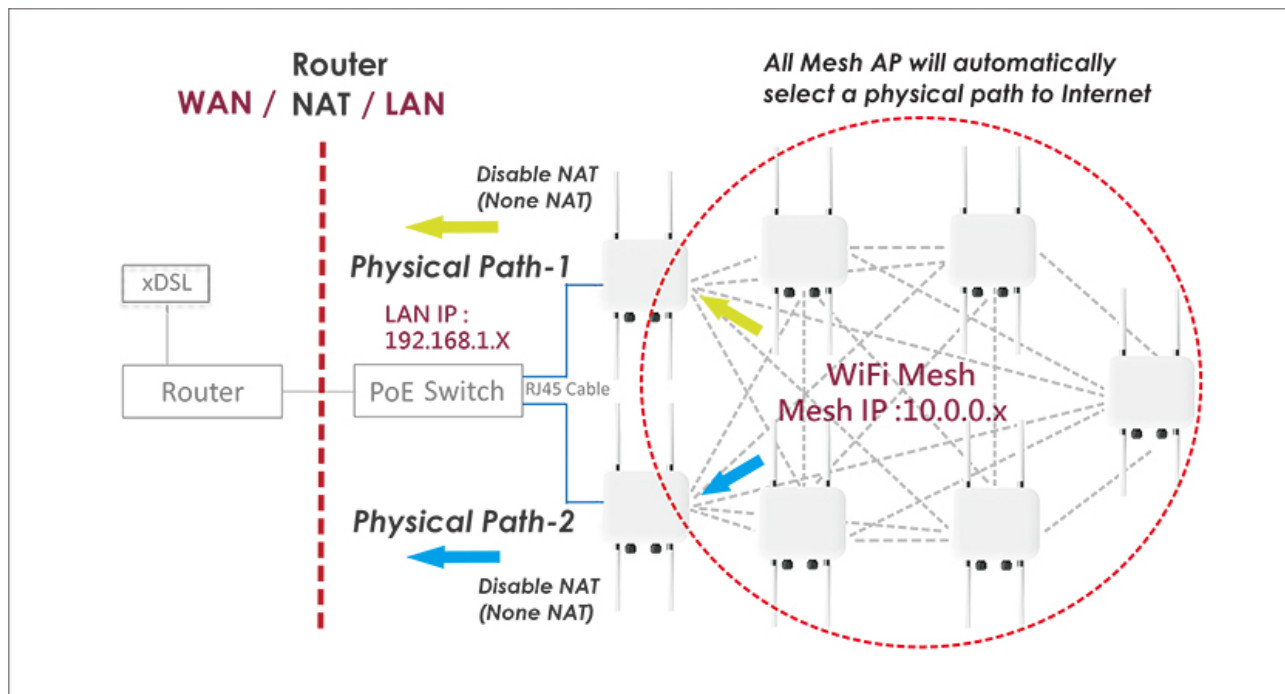 Router
WAN / NAT / LAN
All Mesh AP will automatically
select a physical path to Internet
Disable NAT
(None NAT)
Physical Path-1
xDSL
LAN IP :
192.168.1.X
Router
PoE Switch
RJ45 Cable
WiFi Mesh
Mesh IP :10.0.0.x
Physical Path-2
Disable NAT
(None NAT)